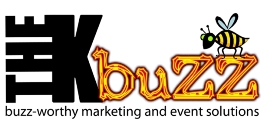 THE K buzz
buzz-worthy marketing and event solutions